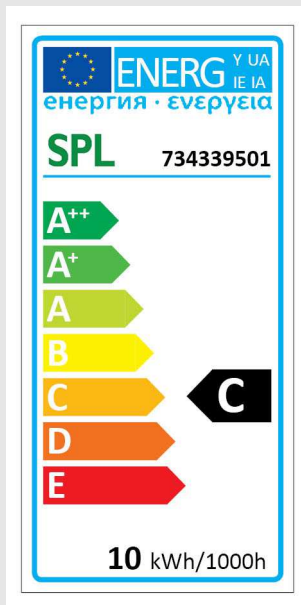 ENERG Y UA
IE IA
енергия · ενεργεια
SPL 734339501
A++
A+
A
B
C C
D
E
10 kWh/1000h